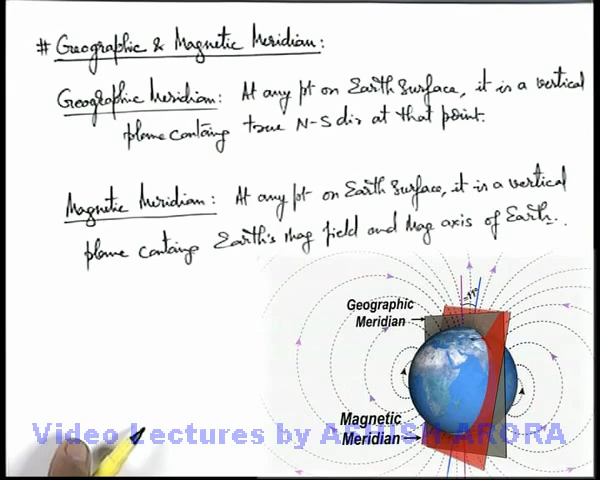 # Geographic & Magnetic Meridian:
Geographic Meridian: At any pt on Earth Surface, it is a vertical
plane containg true N-S dirⁿ at that point.
Magnetic Meridian: At any pt on Earth Surface, it is a vertical
plane containg Earth's Mag field and Mag axis of Earth.
≈11°
Geographic
Meridian
Magnetic
Meridian
Video Lectures by ASHISH ARORA